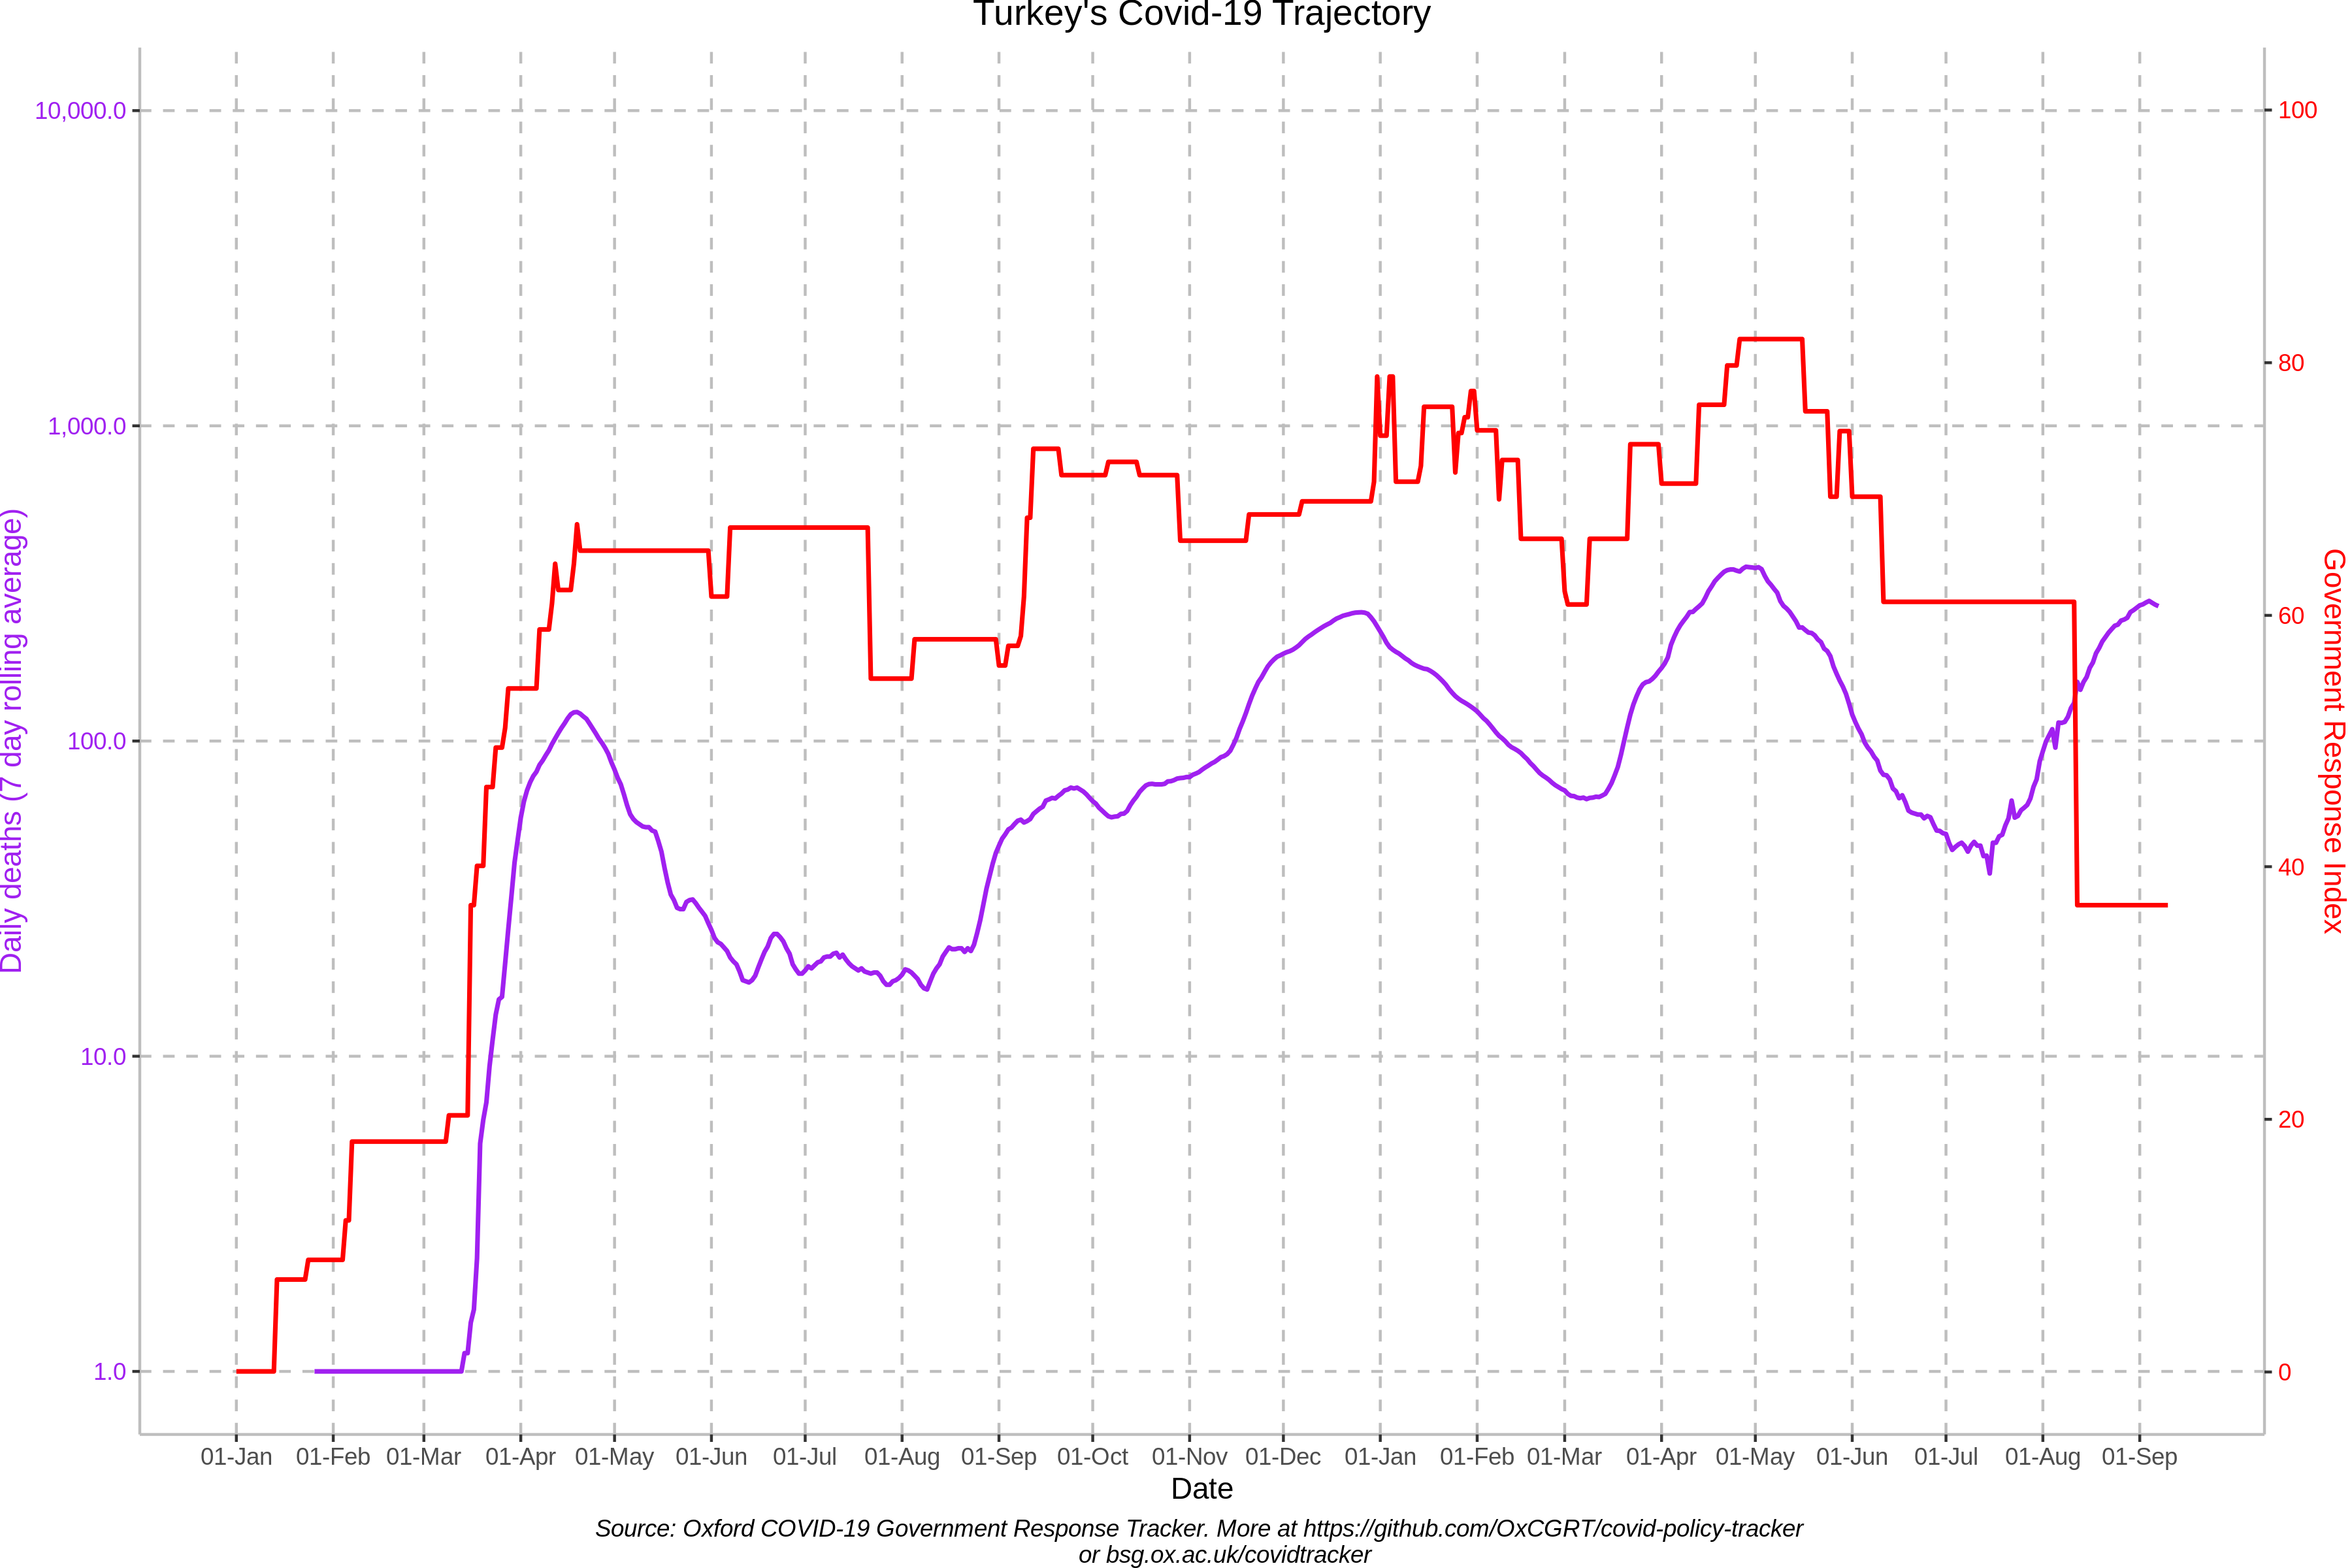 Turkey's Covid-19 Trajectory
10,000.0
1,000.0
100.0
10.0
1.0
Daily deaths (7 day rolling average)
100
80
60
40
20
0
Government Response Index
01-Jan 01-Feb 01-Mar 01-Apr 01-May 01-Jun 01-Jul 01-Aug 01-Sep 01-Oct 01-Nov 01-Dec 01-Jan 01-Feb 01-Mar 01-Apr 01-May 01-Jun 01-Jul 01-Aug 01-Sep
Date
Source: Oxford COVID-19 Government Response Tracker. More at https://github.com/OxCGRT/covid-policy-tracker
or bsg.ox.ac.uk/covidtracker